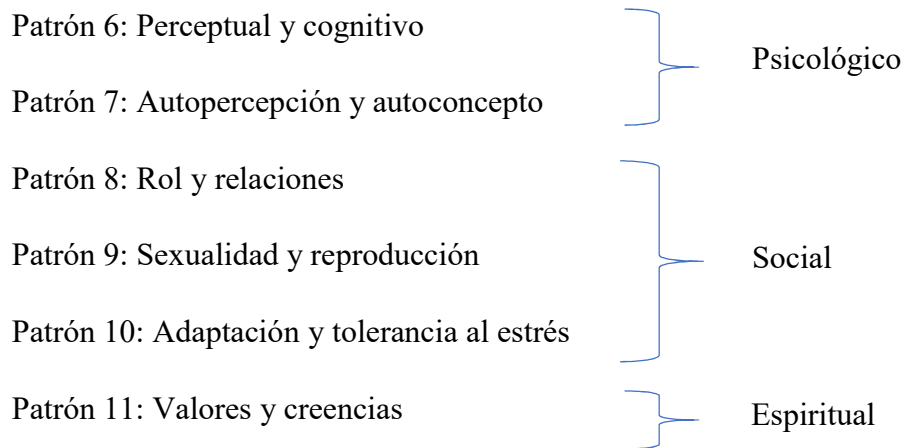 Patrón 6: Perceptual y cognitivo
Psicológico
Patrón 7: Autopercepción y autoconcepto
Patrón 8: Rol y relaciones
Patrón 9: Sexualidad y reproducción
Social
Patrón 10: Adaptación y tolerancia al estrés
Patrón 11: Valores y creencias
Espiritual